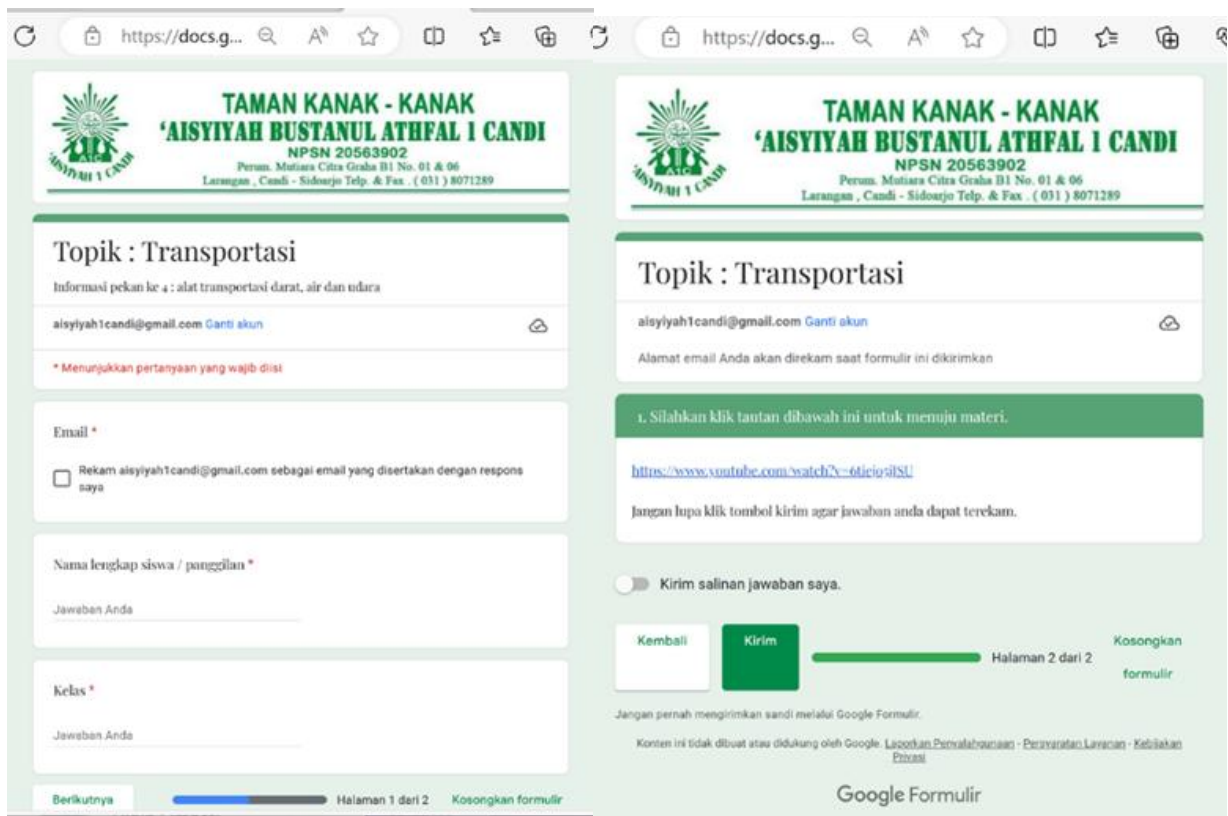 https://docs.g...
TAMAN KANAK - KANAK
'AISYIYAH BUSTANUL ATHFAL 1 CANDI
NPSN 20563902
Perum. Mutiara Citra Graha B1 No. 01 & 06
Larangan , Candi - Sidoarjo Telp. & Fax . ( 031 ) 8071289
Topik : Transportasi
Informasi pekan ke 4 : alat transportasi darat, air dan udara
aisyiyah1candi@gmail.com Ganti akun
* Menunjukkan pertanyaan yang wajib diisi
Email *
Rekam aisyiyah1candi@gmail.com sebagai email yang disertakan dengan respons
saya
Nama lengkap siswa / panggilan *
Jawaban Anda
Kelas *
Jawaban Anda
Berikutnya
Halaman 1 dari 2
Kosongkan formulir
https://docs.g...
TAMAN KANAK - KANAK
'AISYIYAH BUSTANUL ATHFAL 1 CANDI
NPSN 20563902
Perum. Mutiara Citra Graha B1 No. 01 & 06
Larangan , Candi - Sidoarjo Telp. & Fax . ( 031 ) 8071289
Topik : Transportasi
aisyiyah1candi@gmail.com Ganti akun
Alamat email Anda akan direkam saat formulir ini dikirimkan
1. Silahkan klik tautan dibawah ini untuk menuju materi.
Jangan lupa klik tombol kirim agar jawaban anda dapat terekam.
Kirim salinan jawaban saya.
Kembali
Kirim
Halaman 2 dari 2
Kosongkan
formulir
Jangan pernah mengirimkan sandi melalui Google Formulir.
Konten ini tidak dibuat atau didukung oleh Google. Laporkan Penyalahgunaan - Persyaratan Layanan - Kebijakan
Privasi
Google Formulir